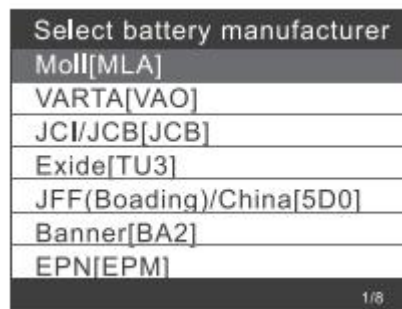 Select battery manufacturer
Moll[MLA]
VARTA[VAO]
JCI/JCB[JCB]
Exide[TU3]
JFF(Boading)/China[5D0]
Banner[BA2]
EPN[EPM]
1/8